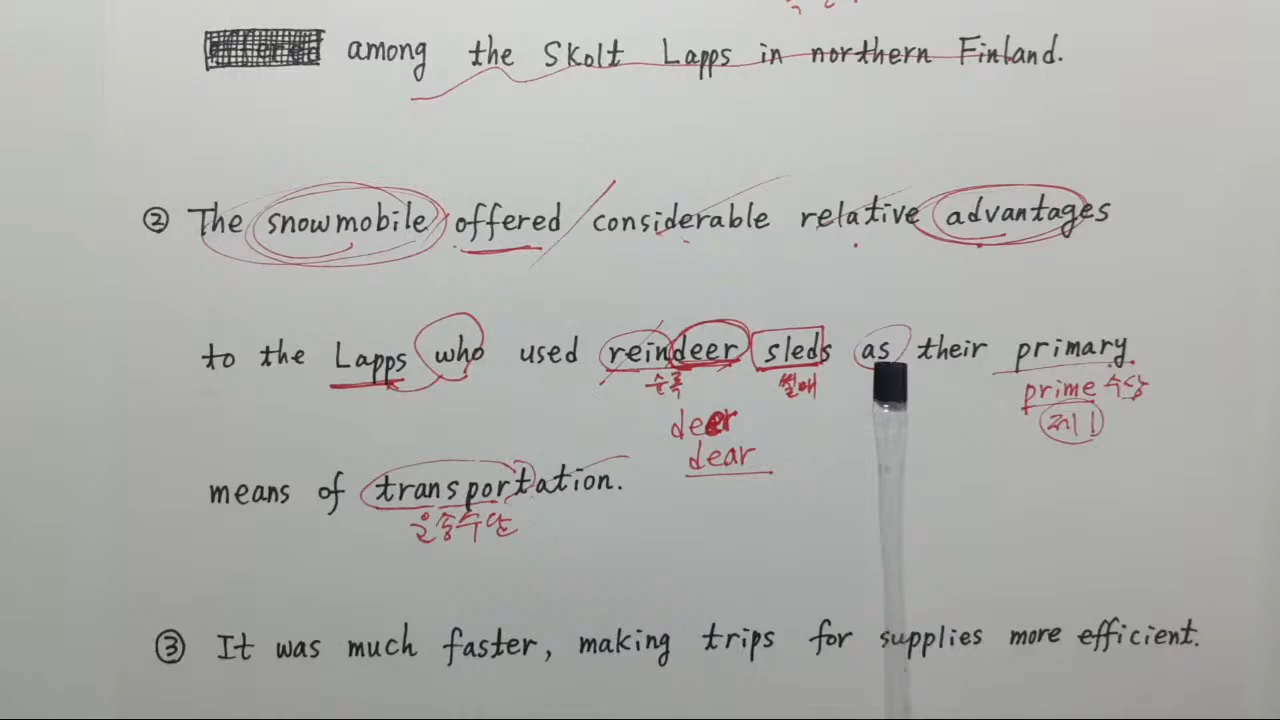 among the Skolt Lapps in northern Finland.
② The snowmobile offered considerable relative advantages
to the Lapps who used reindeer sleds as their primary
순록 썰매 prime 수상
deer 제1
dear
means of transportation.
운송수단
③ It was much faster, making trips for supplies more efficient.